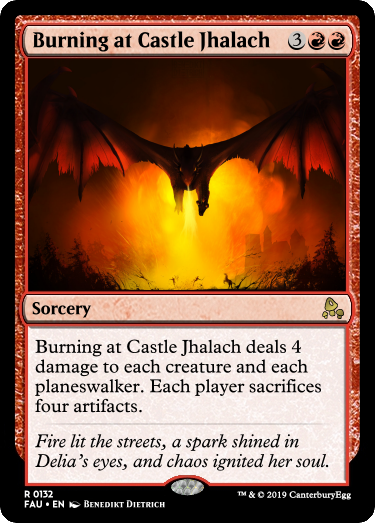 Burning at Castle Jhalach 3
Sorcery
Burning at Castle Jhalach deals 4
damage to each creature and each
planeswalker. Each player sacrifices
four artifacts.
Fire lit the streets, a spark shined in
Delia's eyes, and chaos ignited her soul.
R 0132
FAU • EN Benedikt Dietrich
™ & © 2019 CanterburyEgg